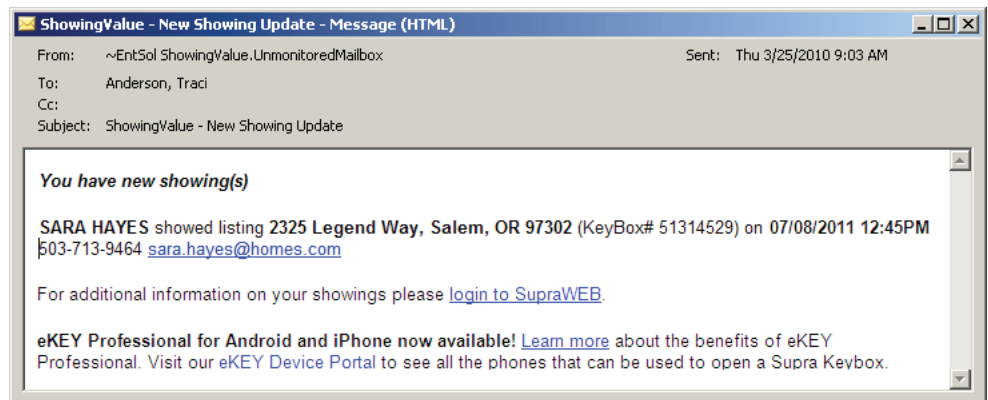 ShowingValue - New Showing Update - Message (HTML)
From: ~EntSol ShowingValue.UnmonitoredMailbox Sent: Thu 3/25/2010 9:03 AM
To: Anderson, Traci
Cc:
Subject: ShowingValue - New Showing Update
You have new showing(s)
SARA HAYES showed listing 2325 Legend Way, Salem, OR 97302 (KeyBox# 51314529) on 07/08/2011 12:45PM
503-713-9464 sara.hayes@homes.com
For additional information on your showings please login to SupraWEB.
eKEY Professional for Android and iPhone now available! Learn more about the benefits of eKEY
Professional. Visit our eKEY Device Portal to see all the phones that can be used to open a Supra Keybox.